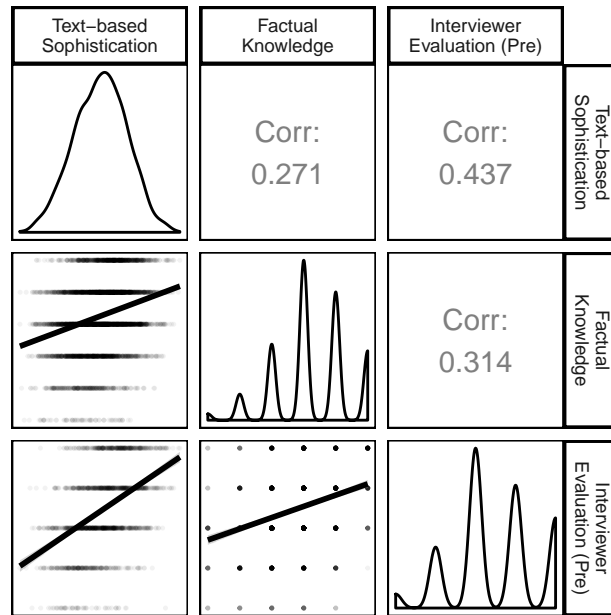 Text−based
Sophistication
Factual
Knowledge
Interviewer
Evaluation (Pre)
Corr:
0.271
Corr:
0.437
Text−based
Sophistication
Corr:
0.314
Factual
Knowledge
Interviewer
Evaluation (Pre)